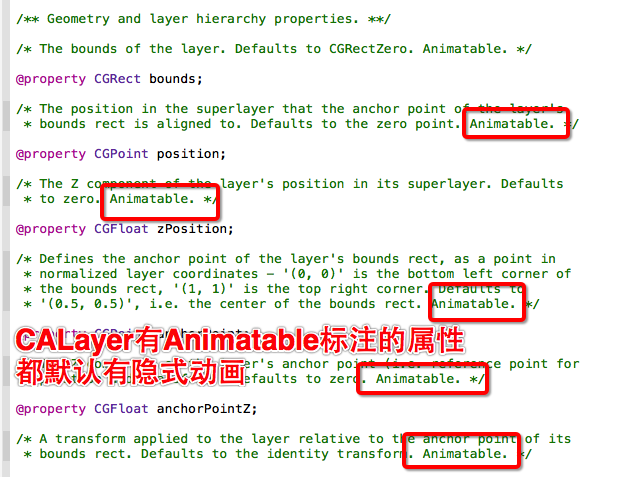 /** Geometry and layer hierarchy properties. **/
/* The bounds of the layer. Defaults to CGRectZero. Animatable. */
@property CGRect bounds;
/* The position in the superlayer that the anchor point of the layer's
* bounds rect is aligned to. Defaults to the zero point. Animatable. */
@property CGPoint position;
/* The Z component of the layer's position in its superlayer. Defaults
* to zero. Animatable. */
@property CGFloat zPosition;
/* Defines the anchor point of the layer's bounds rect, as a point in
* normalized layer coordinates - '(0, 0)' is the bottom left corner of
* the bounds rect, '(1, 1)' is the top right corner. Defaults to
* '(0.5, 0.5)', i.e. the center of the bounds rect. Animatable. */
CALayer有Animatable标注的属性
都默认有隐式动画
layer's anchor point (i.e. reference point for
efaults to zero. Animatable. */
@property CGFloat anchorPointZ;
/* A transform applied to the layer relative to the anchor point of its
* bounds rect. Defaults to the identity transform. Animatable. */